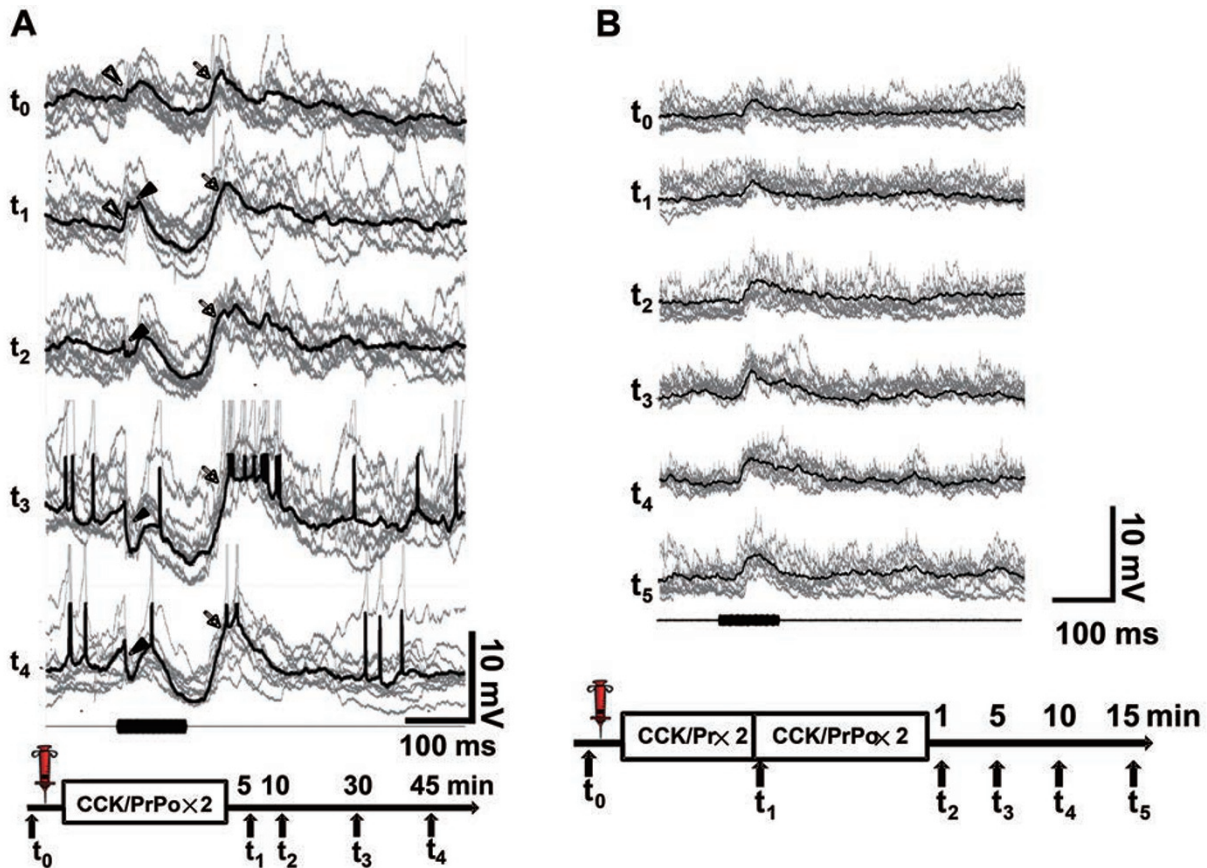 A
t0
t1
t2
t3
t4
10 mV
100 ms
CCK/PrPo×2
5 10 30 45 min
t0 t1 t2 t3 t4
B
t0
t1
t2
t3
t4
t5
10 mV
100 ms
CCK/Pr×2 CCK/PrPo×2
1 5 10 15 min
t0 t1 t2 t3 t4 t5